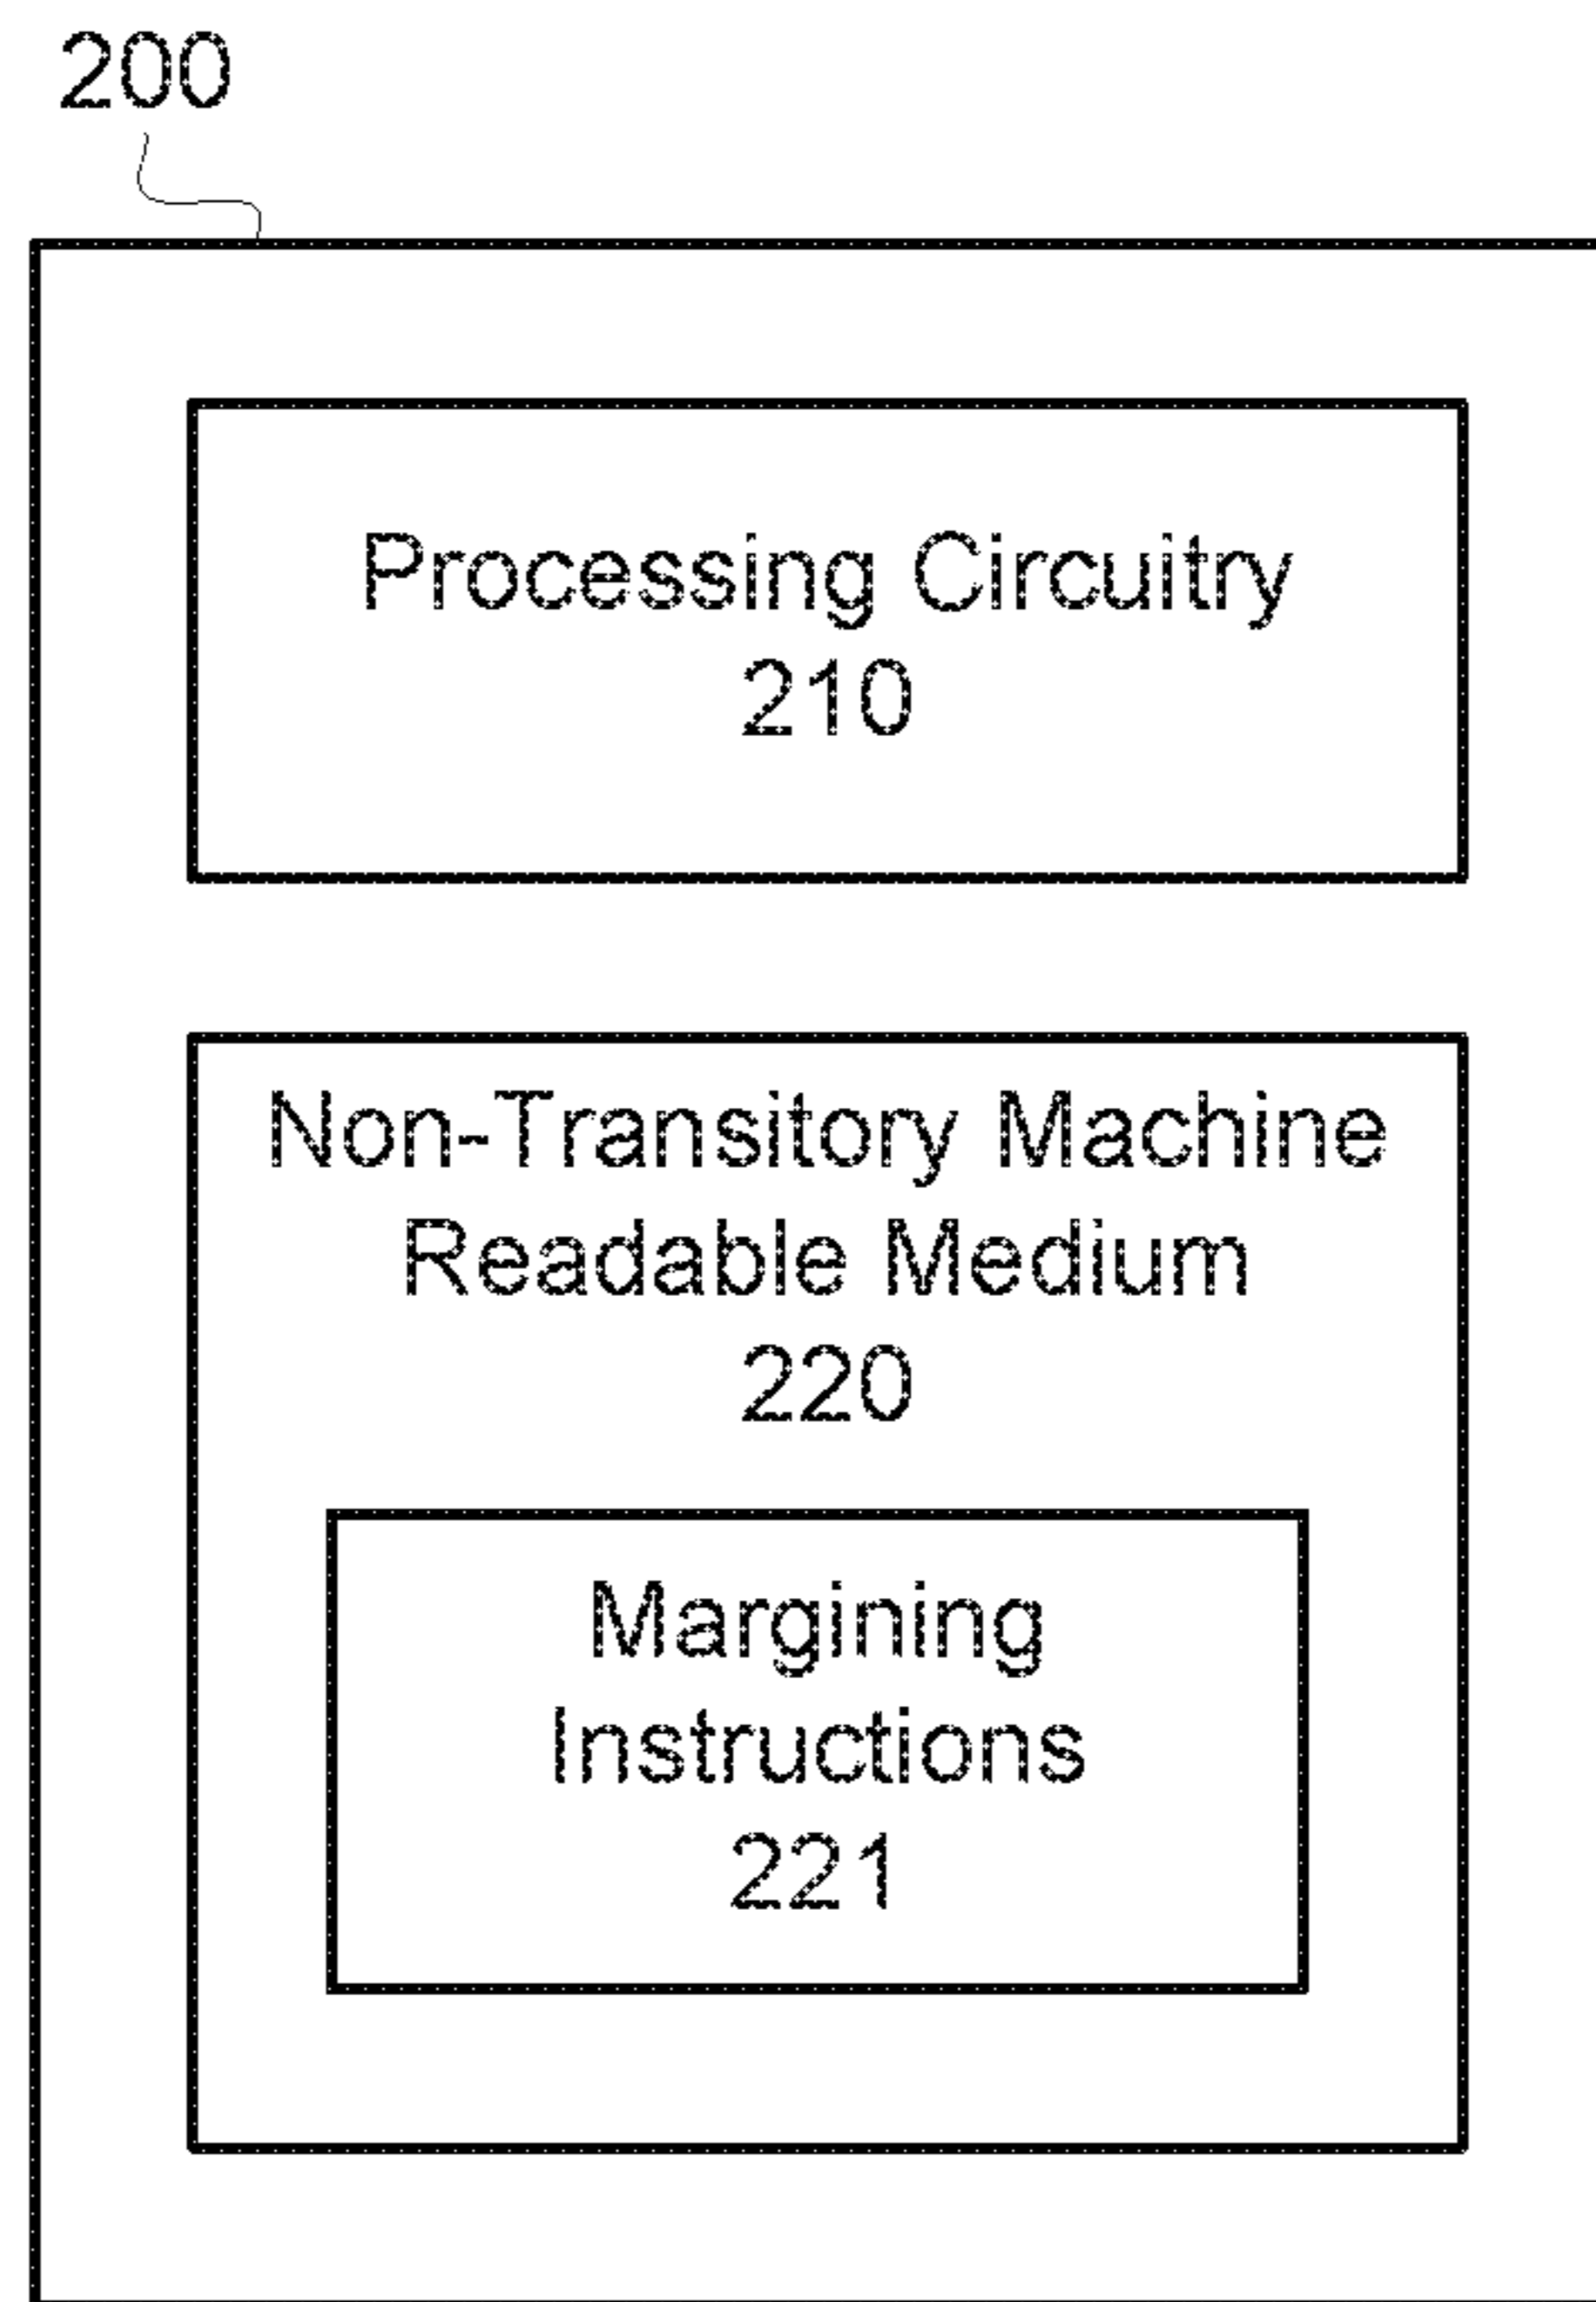 200
Processing Circuitry
210
Non-Transitory Machine
Readable Medium
220
Margining
Instructions
221